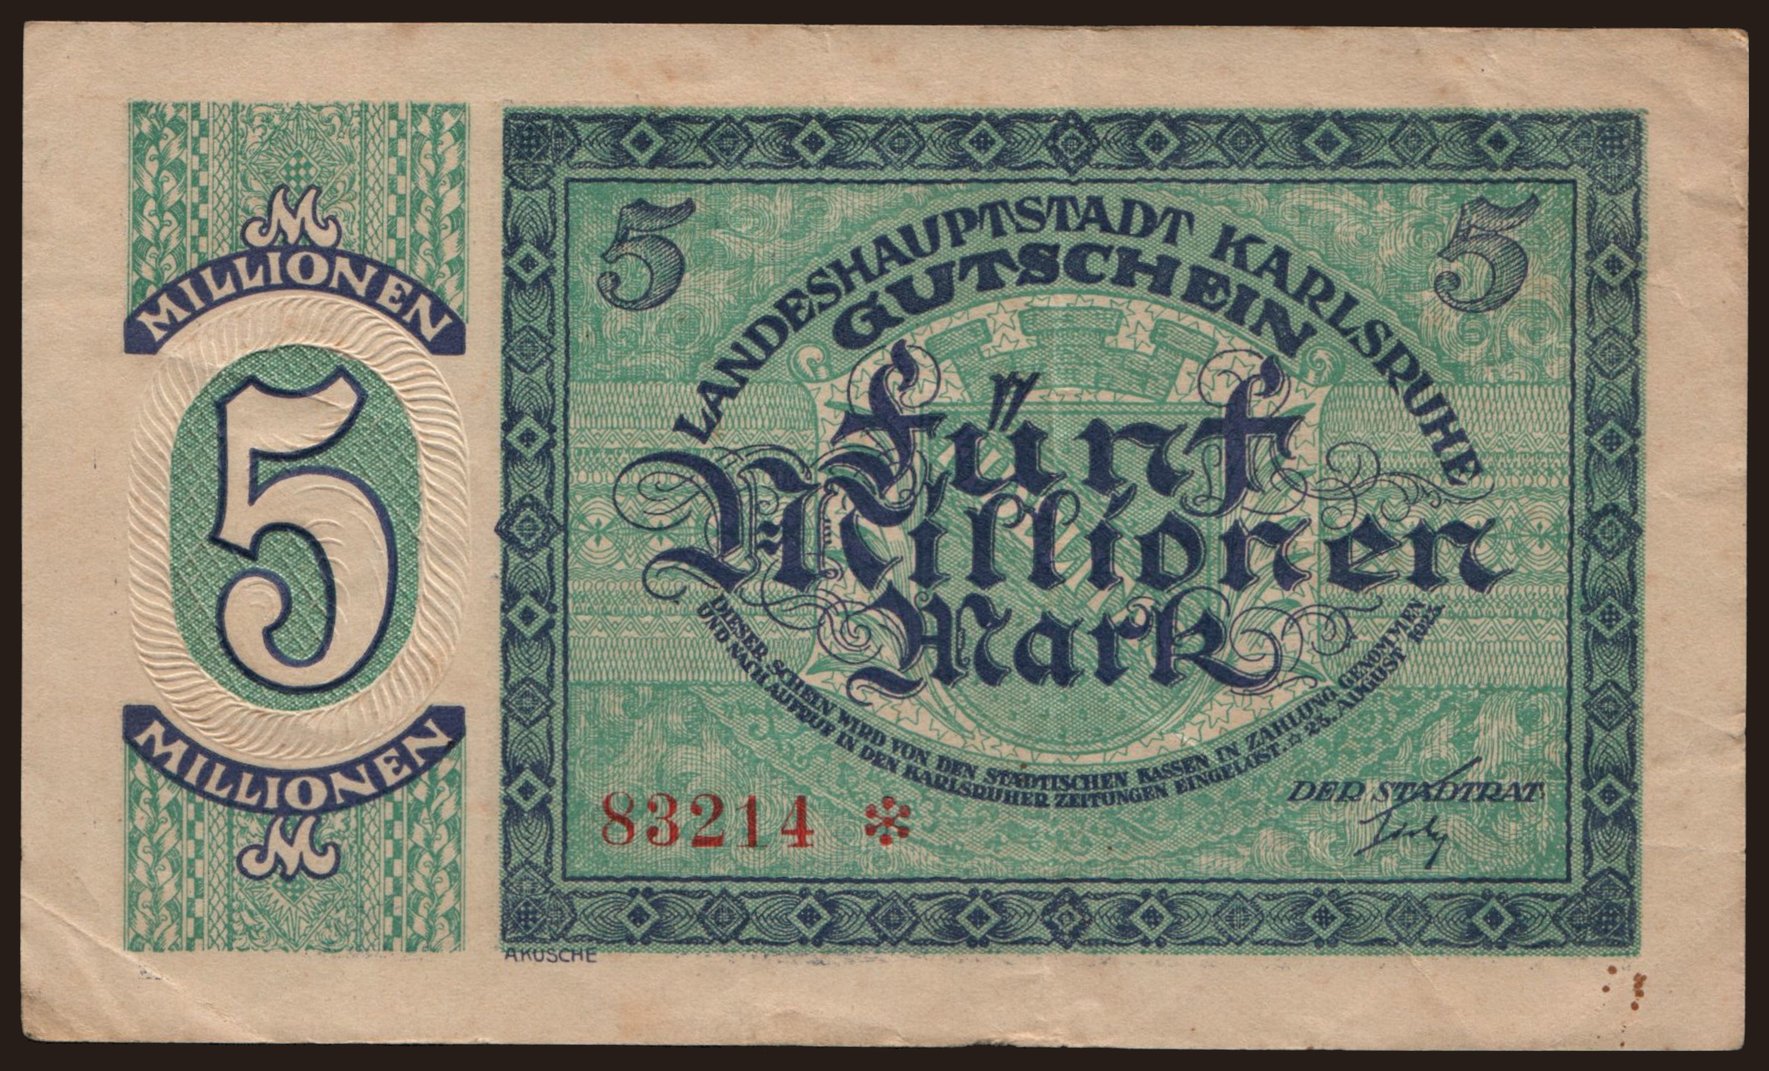 M
MILLIONEN
5
MILLIONEN
M
5
5
LANDESHAUPTSTADT KARLSRUHE
GUTSCHEIN
Fünf
Millionen
Mark
DIESER SCHEIN WIRD VON DEN STÄDTISCHEN KASSEN IN ZAHLUNG GENOMMEN
UND NACH AUFRUF IN DEN KARLSRUHER ZEITUNGEN EINGELÖST. ☆ 25. AUGUST 1923.
DER STADTRAT
83214 *
A KUSCHE